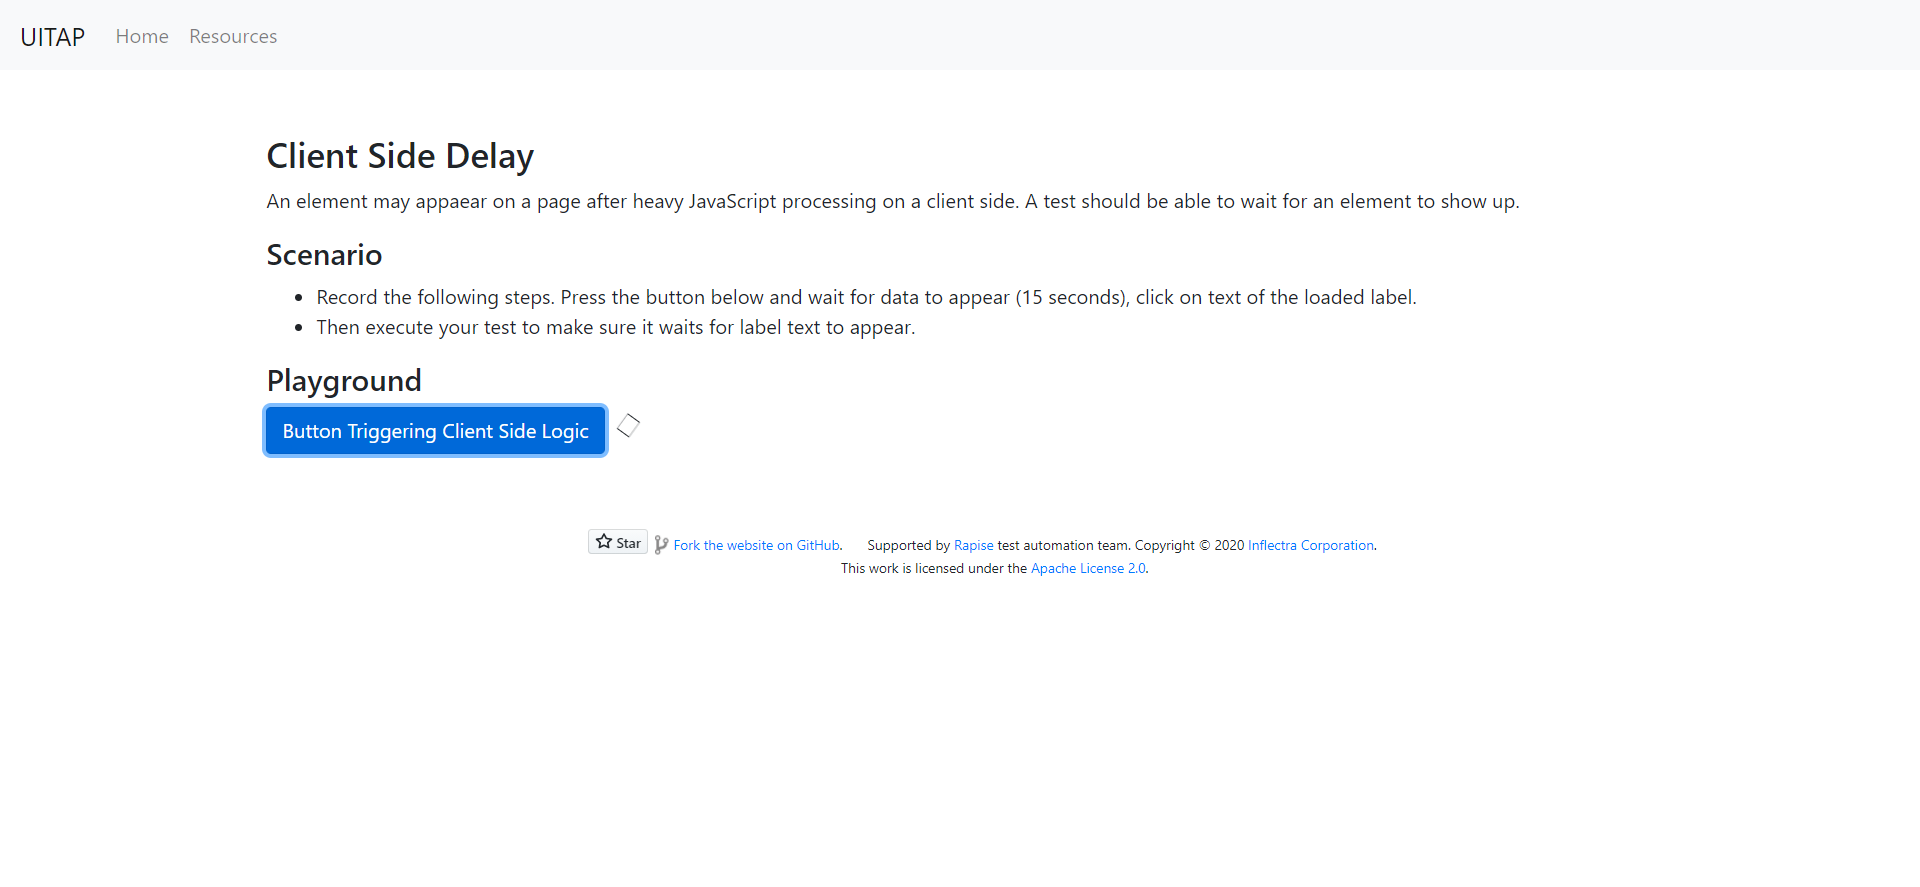 UITAP Home Resources
Client Side Delay
An element may appaear on a page after heavy JavaScript processing on a client side. A test should be able to wait for an element to show up.
Scenario
Record the following steps. Press the button below and wait for data to appear (15 seconds), click on text of the loaded label.
Then execute your test to make sure it waits for label text to appear.
Playground
Button Triggering Client Side Logic
Star Fork the website on GitHub. Supported by Rapise test automation team. Copyright © 2020 Inflectra Corporation.
This work is licensed under the Apache License 2.0.